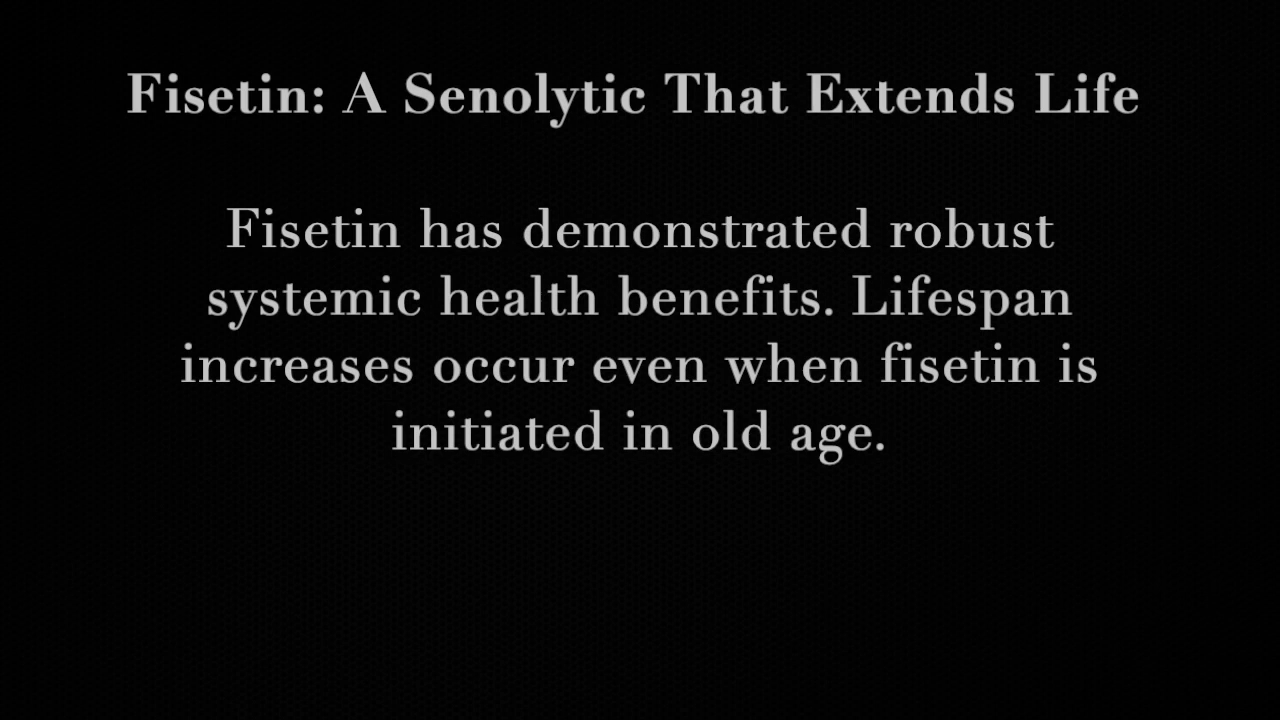 Fisetin: A Senolytic That Extends Life
Fisetin has demonstrated robust
systemic health benefits. Lifespan
increases occur even when fisetin is
initiated in old age.